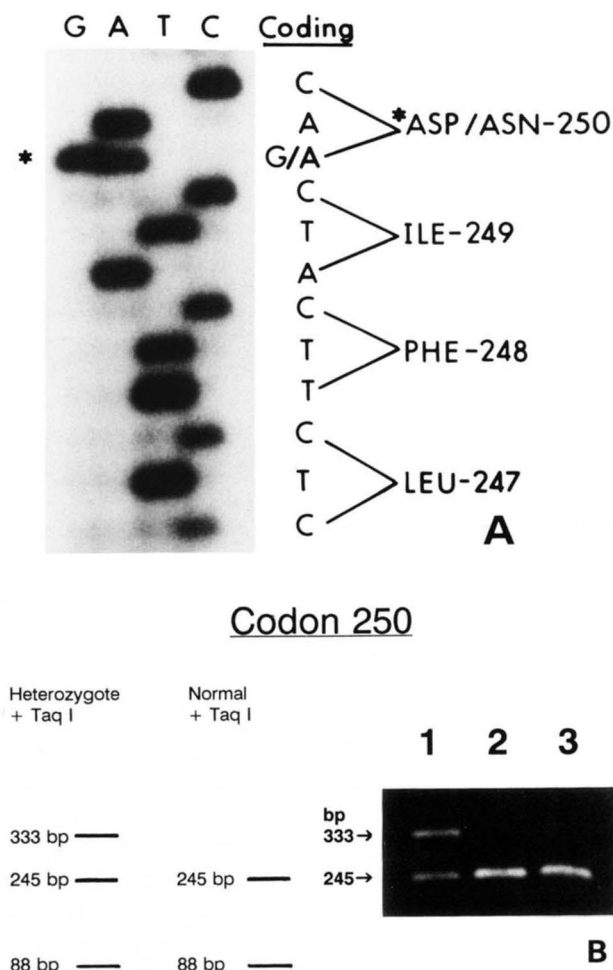 G A T C Coding
C
A
*ASP/ASN-250
* G/A
C
T
ILE-249
A
C
T
PHE-248
T
C
T
LEU-247
C
A
Codon 250
Heterozygote
+ Taq I
Normal
+ Taq I
1 2 3
bp
333→
333 bp
245 bp
245 bp
245→
88 bp
88 bp
B